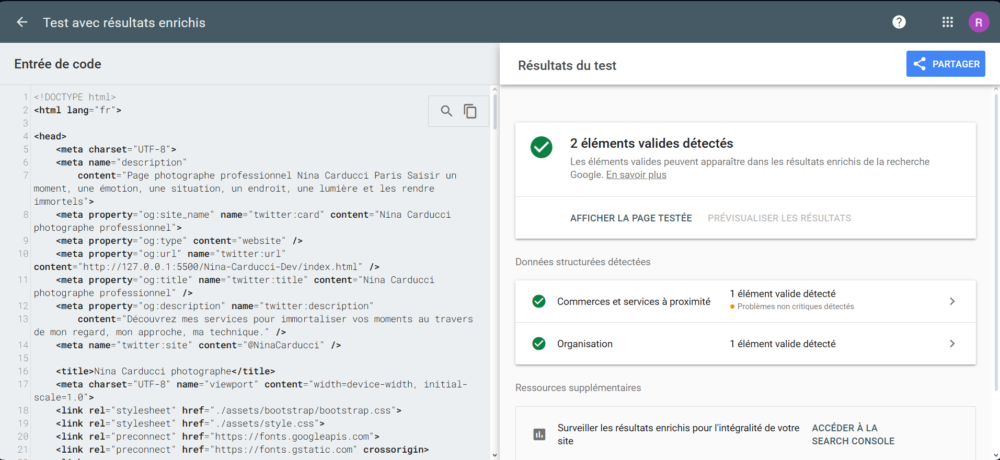 Test avec résultats enrichis
?
R
Entrée de code
1 <!DOCTYPE html>
2 <html lang="fr">
3
4 <head>
5 <meta charset="UTF-8">
6 <meta name="description"
7 content="Page photographe professionnel Nina Carducci Paris Saisir un
moment, une émotion, une situation, un endroit, une lumière et les rendre
immortels">
8 <meta property="og:site_name" name="twitter:card" content="Nina Carducci
photographe professionnel">
9 <meta property="og:type" content="website" />
10 <meta property="og:url" name="twitter:url"
content="http://127.0.0.1:5500/Nina-Carducci-Dev/index.html" />
11 <meta property="og:title" name="twitter:title" content="Nina Carducci
photographe professionnel" />
12 <meta property="og:description" name="twitter:description"
13 content="Découvrez mes services pour immortaliser vos moments au travers
de mon regard, mon approche, ma technique." />
14 <meta name="twitter:site" content="@NinaCarducci" />
15
16 <title>Nina Carducci photographe</title>
17 <meta charset="UTF-8" name="viewport" content="width=device-width, initial-
scale=1.0">
18 <link rel="stylesheet" href="./assets/bootstrap/bootstrap.css">
19 <link rel="stylesheet" href="./assets/style.css">
20 <link rel="preconnect" href="https://fonts.googleapis.com">
21 <link rel="preconnect" href="https://fonts.gstatic.com" crossorigin>
Résultats du test
PARTAGER
2 éléments valides détectés
Les éléments valides peuvent apparaître dans les résultats enrichis de la recherche
Google. En savoir plus
AFFICHER LA PAGE TESTÉE PRÉVISUALISER LES RÉSULTATS
Données structurées détectées
Commerces et services à proximité
1 élément valide détecté
Problèmes non critiques détectés
Organisation
1 élément valide détecté
Ressources supplémentaires
Surveiller les résultats enrichis pour l'intégralité de votre
site
ACCÉDER À LA
SEARCH CONSOLE